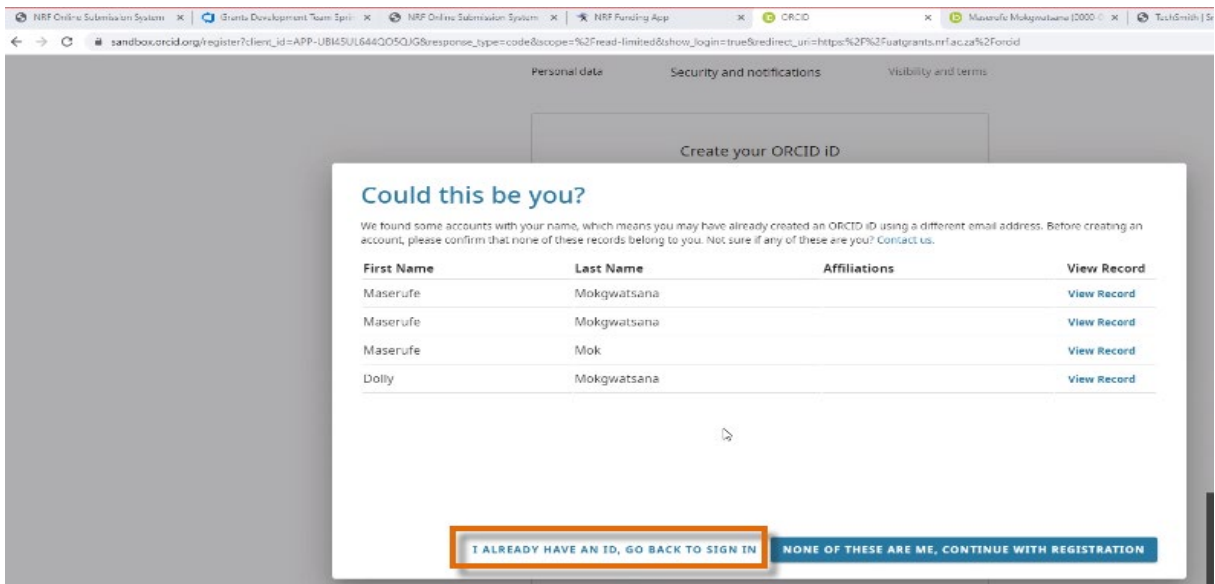 NRF Online Submission System
Grants Development Team Sprin
NRF Online Submission System
NRF Funding App
ORCID
Maserufe Mokgwatsana (0000-
TechSmith | Sn
sandbox.orcid.org/register?client_id=APP-UBI45UL644QO5QJG&response_type=code&scope=%2Fread-limited&show_login=true&redirect_uri=https:%2F%2Fuatgrants.nrf.ac.za%2Forcid
Personal data Security and notifications Visibility and terms
Create your ORCID iD
Could this be you?
We found some accounts with your name, which means you may have already created an ORCID iD using a different email address. Before creating an
account, please confirm that none of these records belong to you. Not sure if any of these are you? Contact us.
First Name Last Name Affiliations View Record
Maserufe Mokgwatsana View Record
Maserufe Mokgwatsana View Record
Maserufe Mok View Record
Dolly Mokgwatsana View Record
I ALREADY HAVE AN ID, GO BACK TO SIGN IN NONE OF THESE ARE ME, CONTINUE WITH REGISTRATION